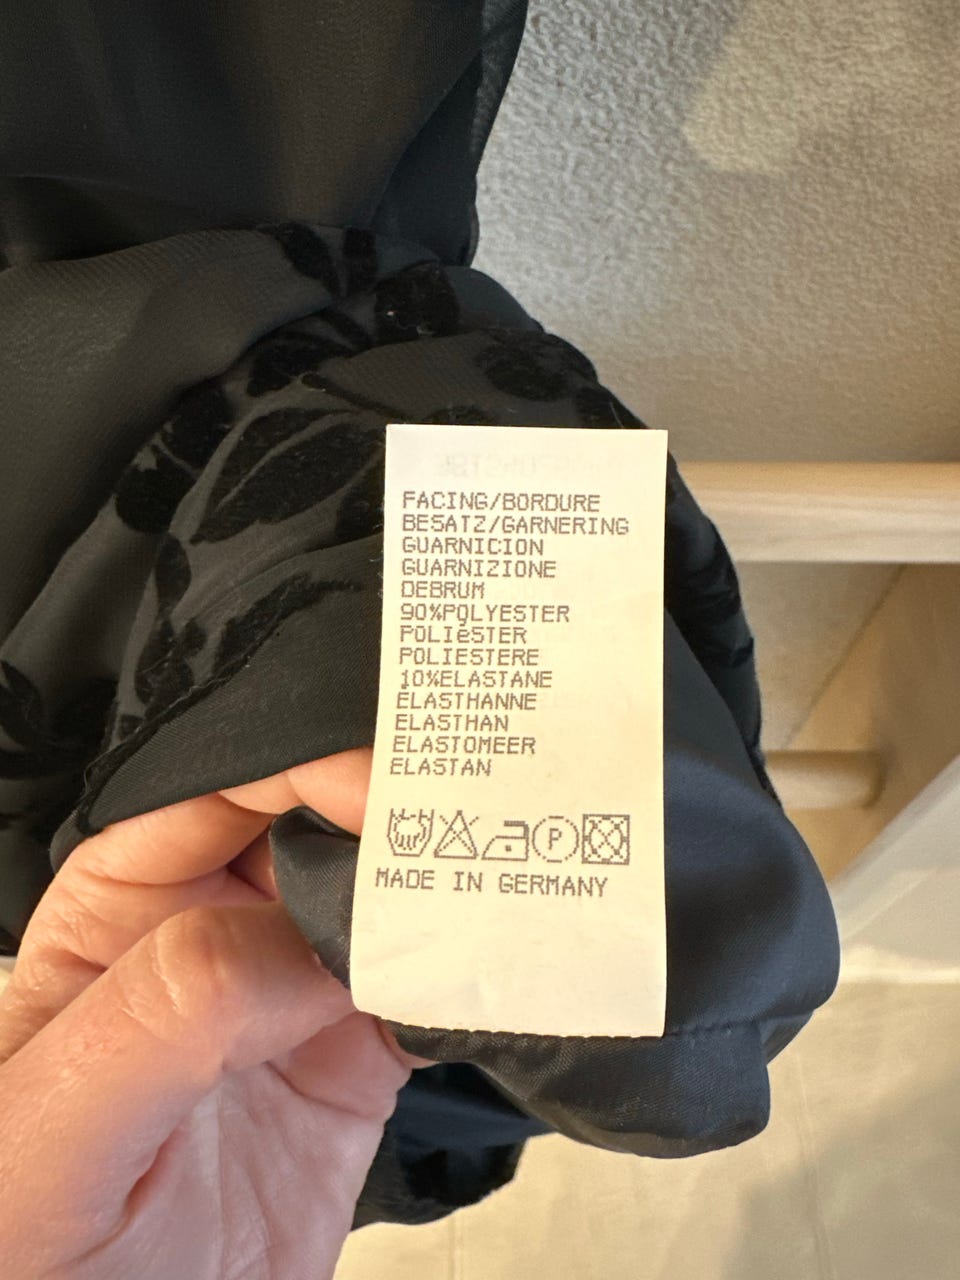 FACING/BORDURE
BESATZ/GARNERING
GUARNICION
GUARNIZIONE
DEBRUM
90%POLYESTER
POLIéSTER
POLIESTERE
10%ELASTANE
ELASTHANNE
ELASTHAN
ELASTOMEER
ELASTAN
P
MADE IN GERMANY